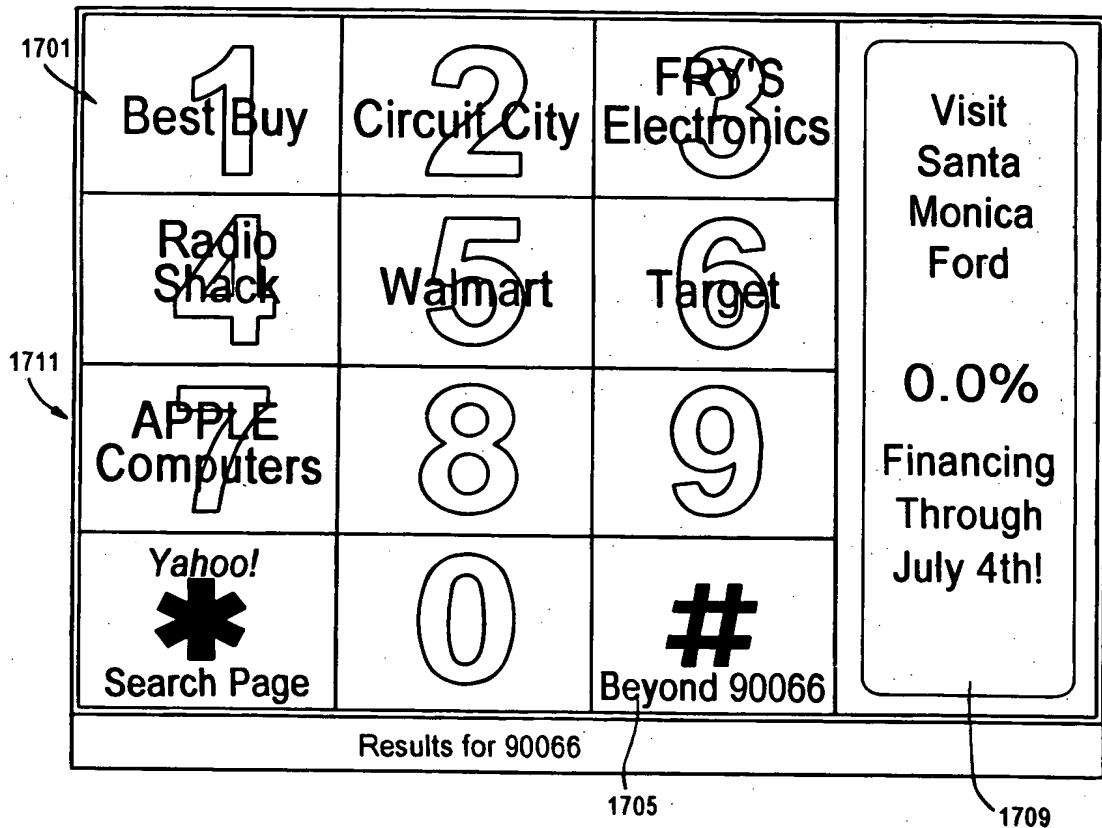 1701
1
Best Buy
2
Circuit City
3
FRY'S
Electronics
Visit
Santa
Monica
Ford
4
Radio
Shack
5
Walmart
6
Target
0.0%
1711
7
APPLE
Computers
8
9
Financing
Through
July 4th!
Yahoo!
*
Search Page
0
#
Beyond 90066
Results for 90066
1705
1709